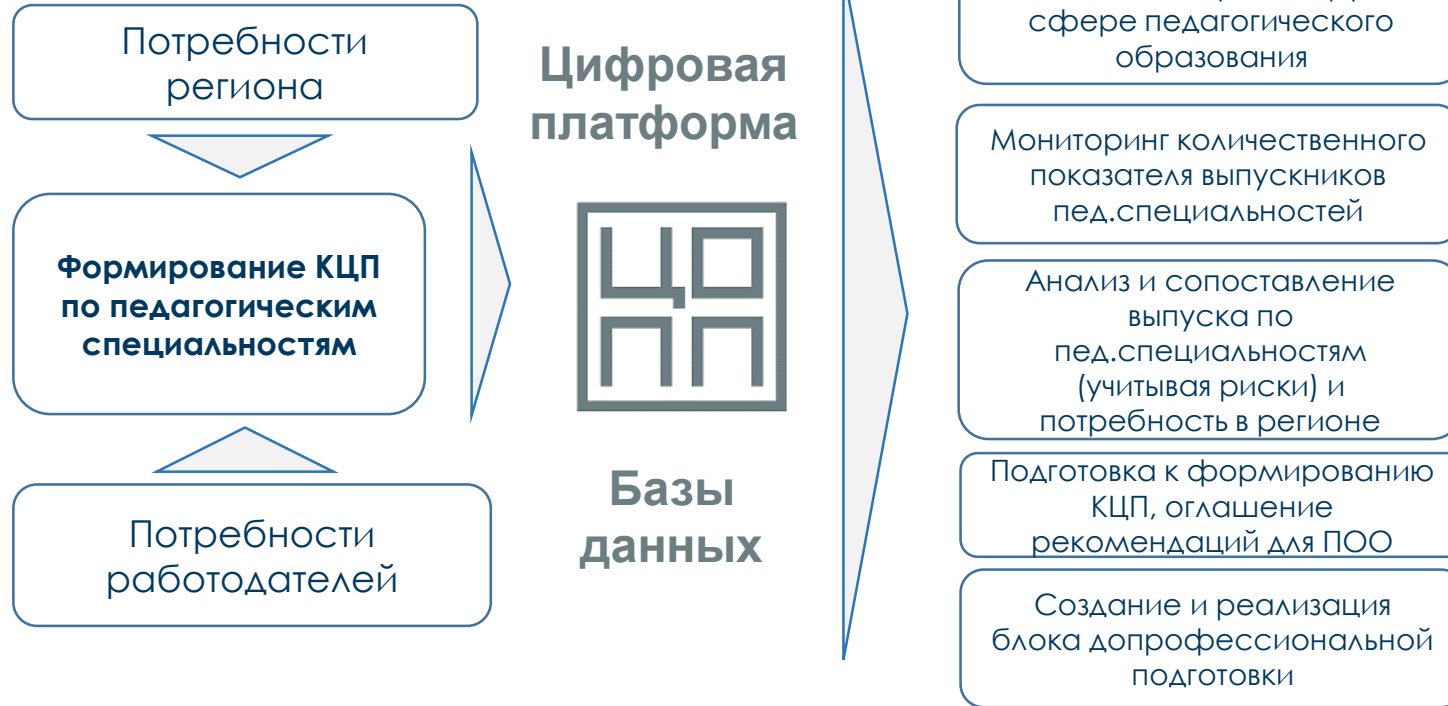 Потребности
региона
Формирование КЦП
по педагогическим
специальностям
Потребности
работодателей
Цифровая
платформа
ЦО
ПП
Базы
данных
сфере педагогического
образования
Мониторинг количественного
показателя выпускников
пед.специальностей
Анализ и сопоставление
выпуска по
пед.специальностям
(учитывая риски) и
потребность в регионе
Подготовка к формированию
КЦП, оглашение
рекомендаций для ПОО
Создание и реализация
блока допрофессиональной
подготовки